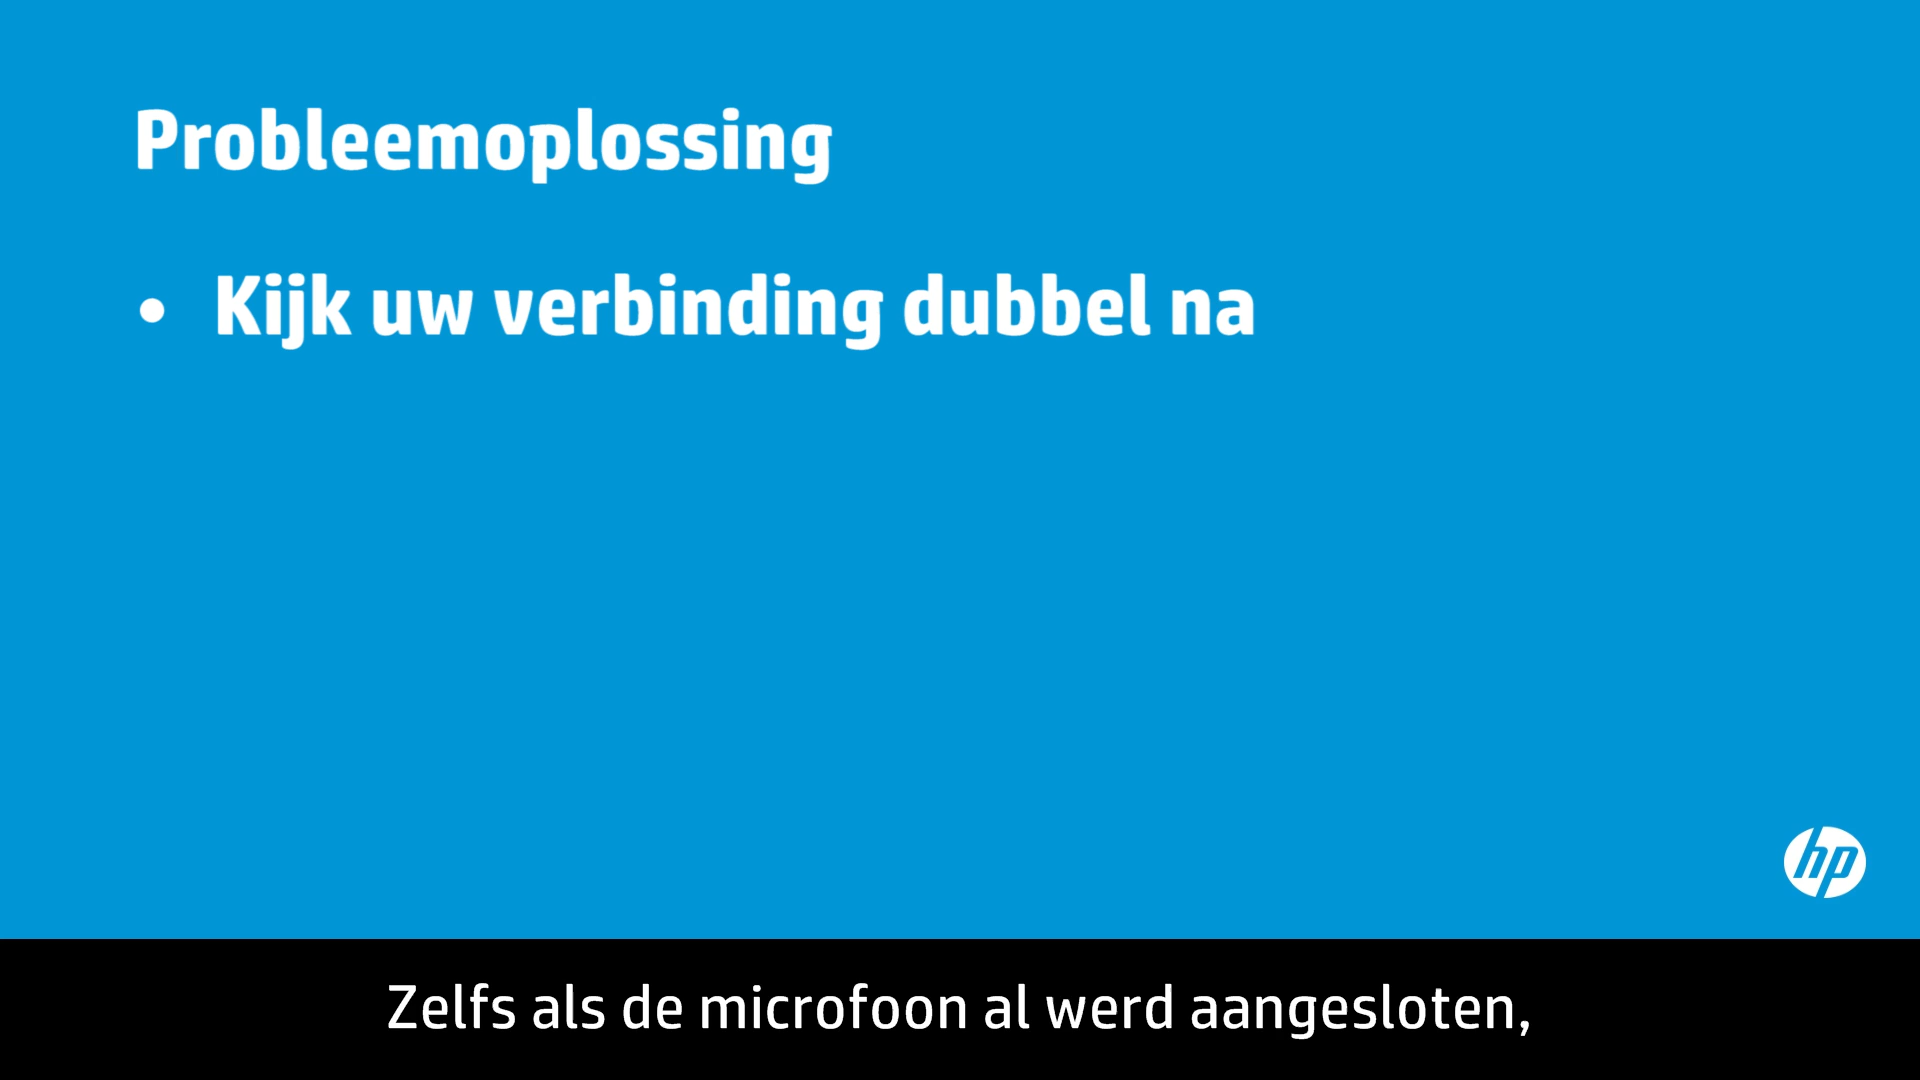 Probleemoplossing
• Kijk uw verbinding dubbel na
hp
Zelfs als de microfoon al werd aangesloten,